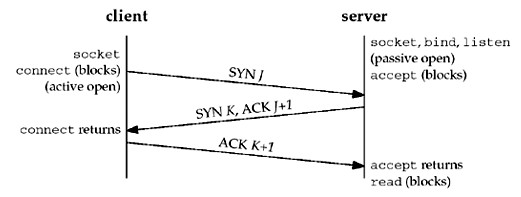 client
server
socket
connect (blocks)
(active open)
socket, bind, listen
(passive open)
accept (blocks)
SYN J
SYN K, ACK J+1
connect returns
ACK K+1
accept returns
read (blocks)